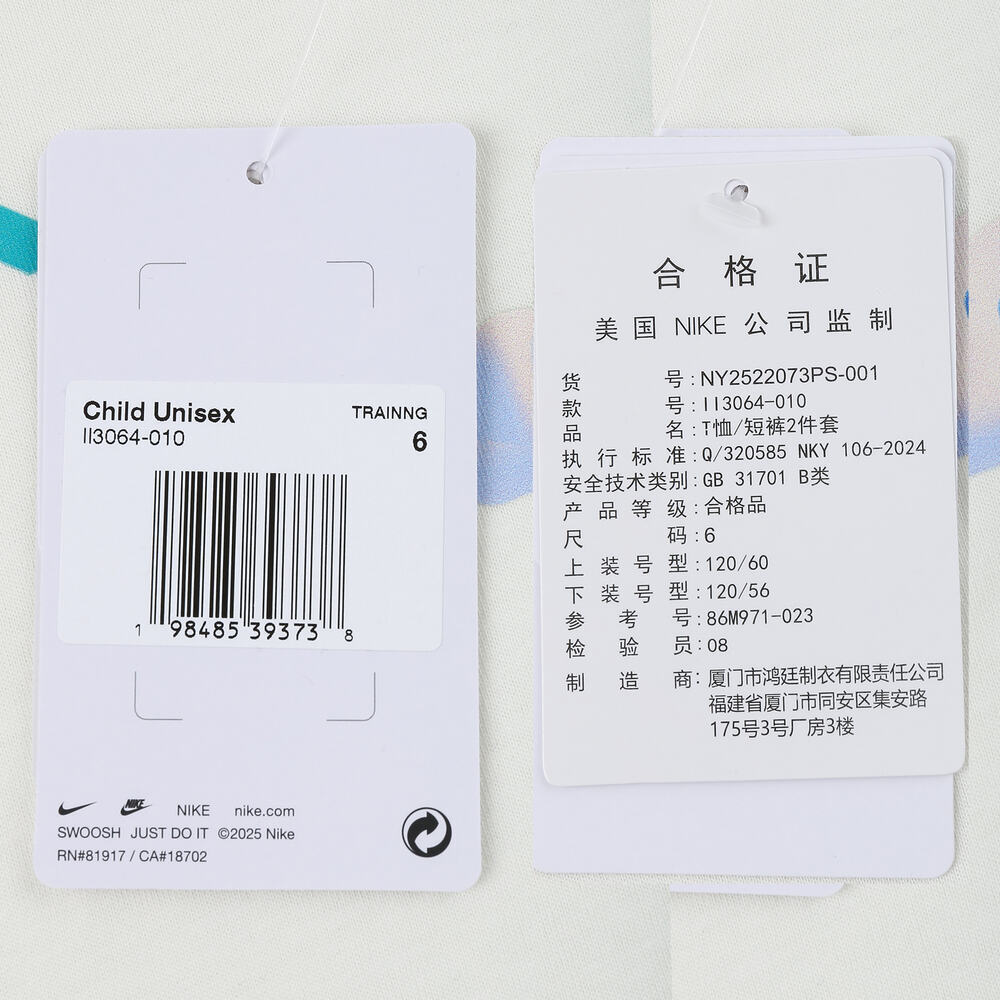 Child Unisex
TRAINNG
II3064-010
6
1 98485 39373 8
NIKE
NIKE nike.com
SWOOSH JUST DO IT ©2025 Nike
RN#81917 / CA#18702
合格证
美国 NIKE 公司监制
货号:NY2522073PS-001
款号:II3064-010
品名:T恤/短裤2件套
执行标准:Q/320585 NKY 106-2024
安全技术类别:GB 31701 B类
产品等级:合格品
尺码:6
上装号型:120/60
下装号型:120/56
参考号:86M971-023
检验员:08
制造商:厦门市鸿廷制衣有限责任公司
福建省厦门市同安区集安路
175号3号厂房3楼